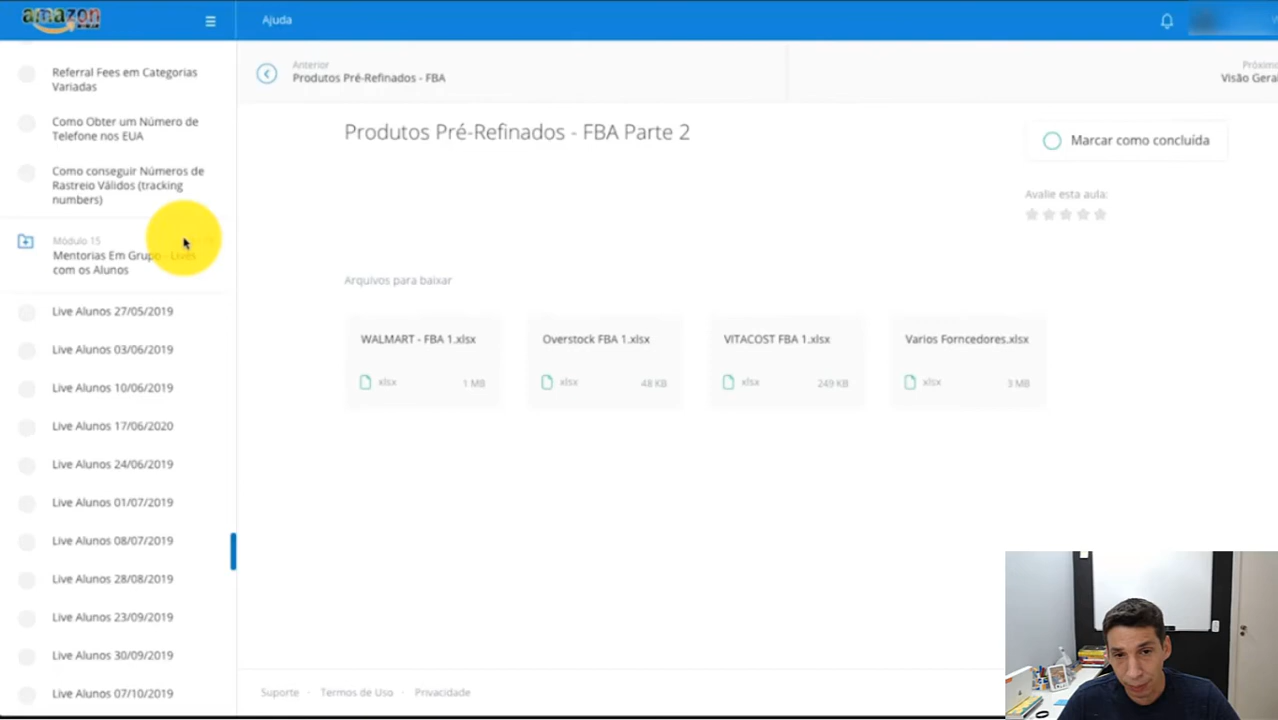 amazon
Ajuda
Referral Fees em Categorias
Variadas
Como Obter um Número de
Telefone nos EUA
Como conseguir Números de
Rastreio Válidos (tracking
numbers)
Módulo 15
Mentorias Em Grupo - Lives
com os Alunos
Live Alunos 27/05/2019
Live Alunos 03/06/2019
Live Alunos 10/06/2019
Live Alunos 17/06/2020
Live Alunos 24/06/2019
Live Alunos 01/07/2019
Live Alunos 08/07/2019
Live Alunos 28/08/2019
Live Alunos 23/09/2019
Live Alunos 30/09/2019
Live Alunos 07/10/2019
Anterior
Produtos Pré-Refinados - FBA
Próximo
Visão Geral
Produtos Pré-Refinados - FBA Parte 2
Marcar como concluída
Avalie esta aula:
Arquivos para baixar
WALMART - FBA 1.xlsx
xlsx 1 MB
Overstock FBA 1.xlsx
xlsx 48 KB
VITACOST FBA 1.xlsx
xlsx 249 KB
Varios Forncedores.xlsx
xlsx 3 MB
Suporte · Termos de Uso · Privacidade